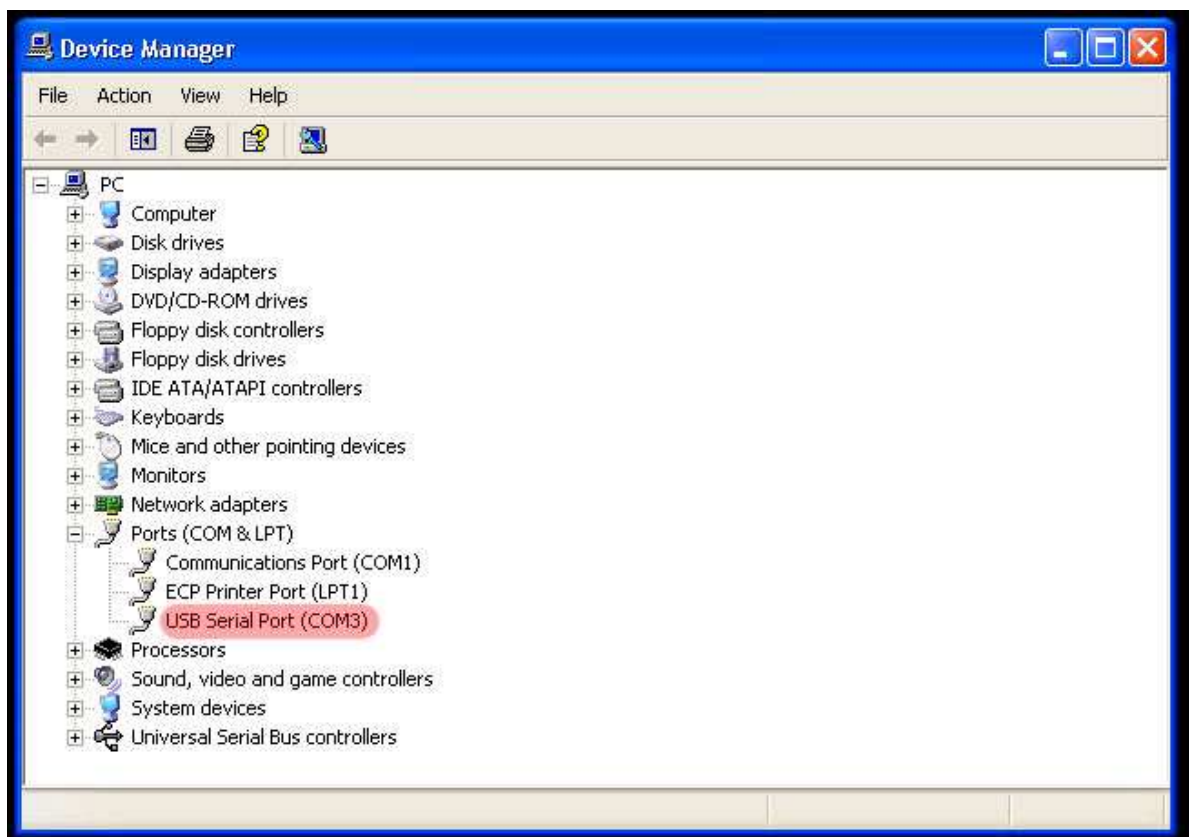 Device Manager
File Action View Help
PC
Computer
Disk drives
Display adapters
DVD/CD-ROM drives
Floppy disk controllers
Floppy disk drives
IDE ATA/ATAPI controllers
Keyboards
Mice and other pointing devices
Monitors
Network adapters
Ports (COM & LPT)
Communications Port (COM1)
ECP Printer Port (LPT1)
USB Serial Port (COM3)
Processors
Sound, video and game controllers
System devices
Universal Serial Bus controllers